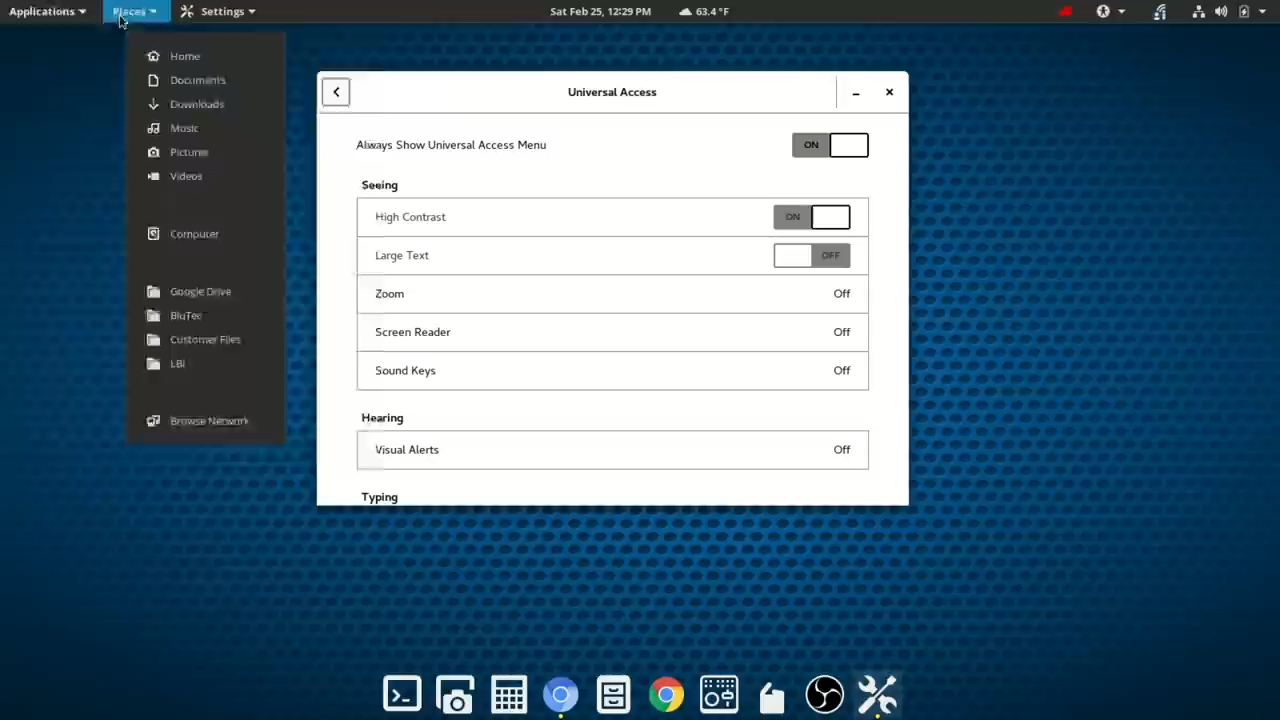 Applications Places Settings Sat Feb 25, 12:29 PM 63.4 °F
Home
Documents
Downloads
Music
Pictures
Videos
Computer
Google Drive
BluTec
Customer Files
LBI
Browse Network
Universal Access
Always Show Universal Access Menu ON
Seeing
High Contrast ON
Large Text OFF
Zoom Off
Screen Reader Off
Sound Keys Off
Hearing
Visual Alerts Off
Typing